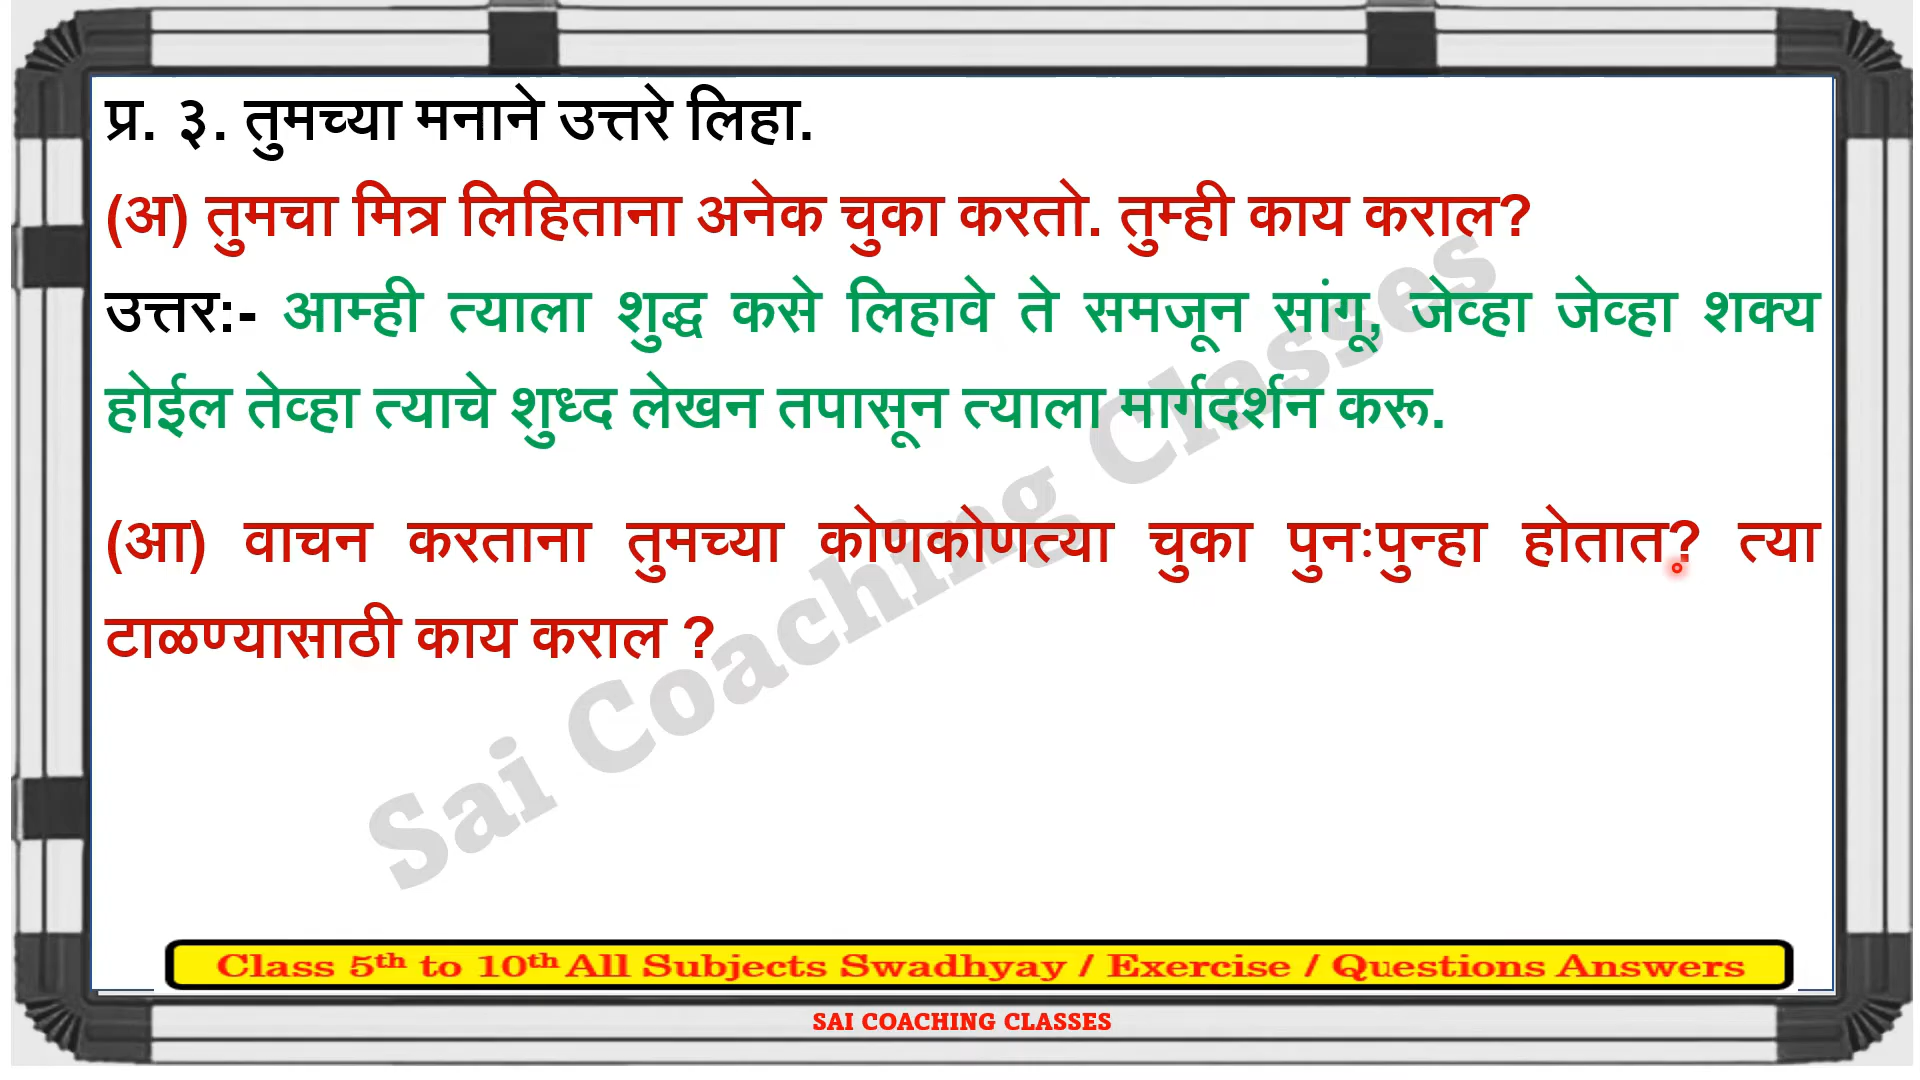 प्र. ३. तुमच्या मनाने उत्तरे लिहा.
(अ) तुमचा मित्र लिहिताना अनेक चुका करतो. तुम्ही काय कराल?
उत्तर:- आम्ही त्याला शुद्ध कसे लिहावे ते समजून सांगू, जेव्हा जेव्हा शक्य
होईल तेव्हा त्याचे शुध्द लेखन तपासून त्याला मार्गदर्शन करू.
(आ) वाचन करताना तुमच्या कोणकोणत्या चुका पुनःपुन्हा होतात? त्या
टाळण्यासाठी काय कराल ?
Sai Coaching Classes
Class 5th to 10th All Subjects Swadhyay / Exercise / Questions Answers
SAI COACHING CLASSES